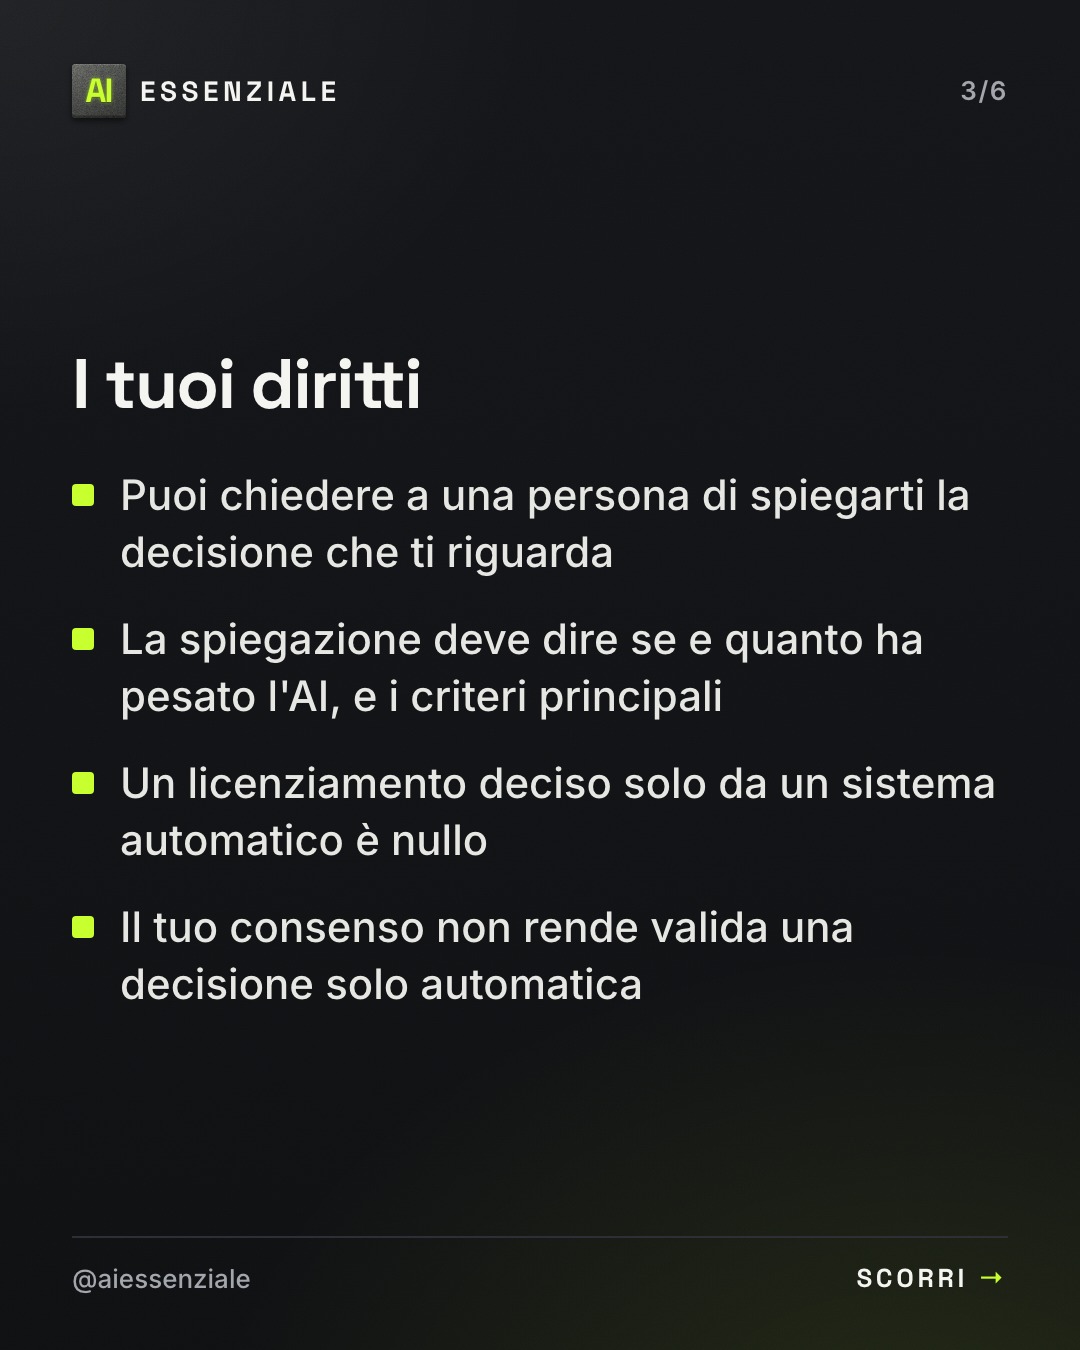 AI ESSENZIALE
3/6
I tuoi diritti
Puoi chiedere a una persona di spiegarti la
decisione che ti riguarda
La spiegazione deve dire se e quanto ha
pesato l'AI, e i criteri principali
Un licenziamento deciso solo da un sistema
automatico è nullo
Il tuo consenso non rende valida una
decisione solo automatica
@aiessenziale
SCORRI →